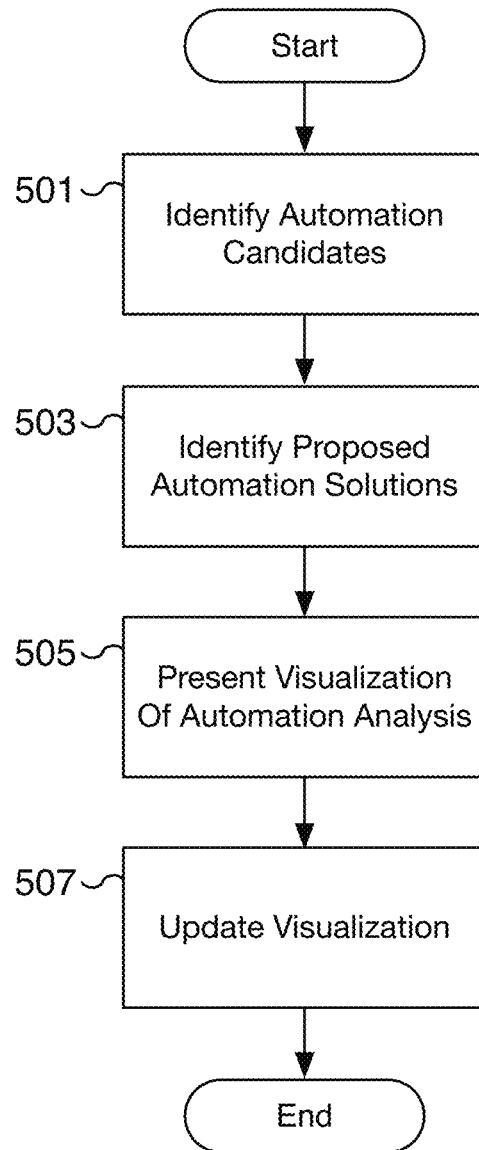 Start
501
Identify Automation
Candidates
503
Identify Proposed
Automation Solutions
505
Present Visualization
Of Automation Analysis
507
Update Visualization
End